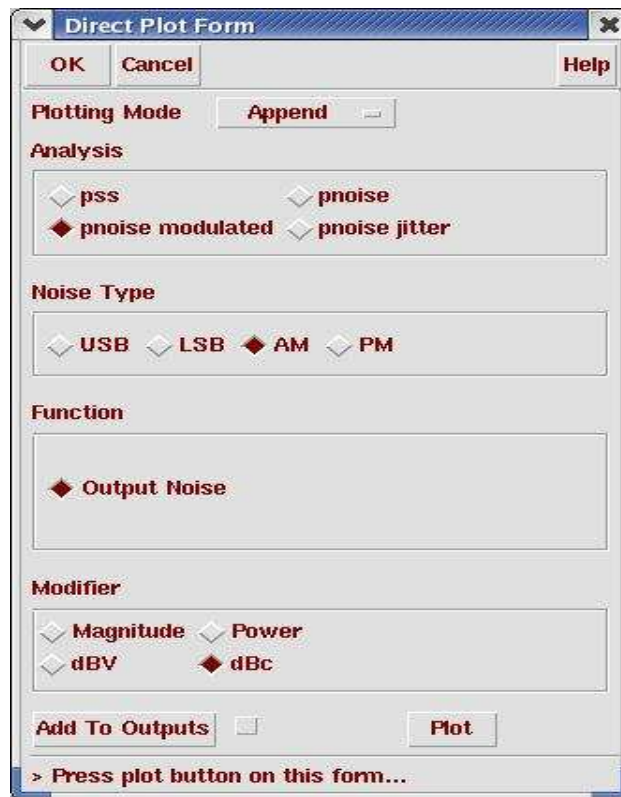 Direct Plot Form
OK Cancel Help
Plotting Mode Append
Analysis
pss pnoise
pnoise modulated pnoise jitter
Noise Type
USB LSB AM PM
Function
Output Noise
Modifier
Magnitude Power
dBV dBc
Add To Outputs Plot
> Press plot button on this form...